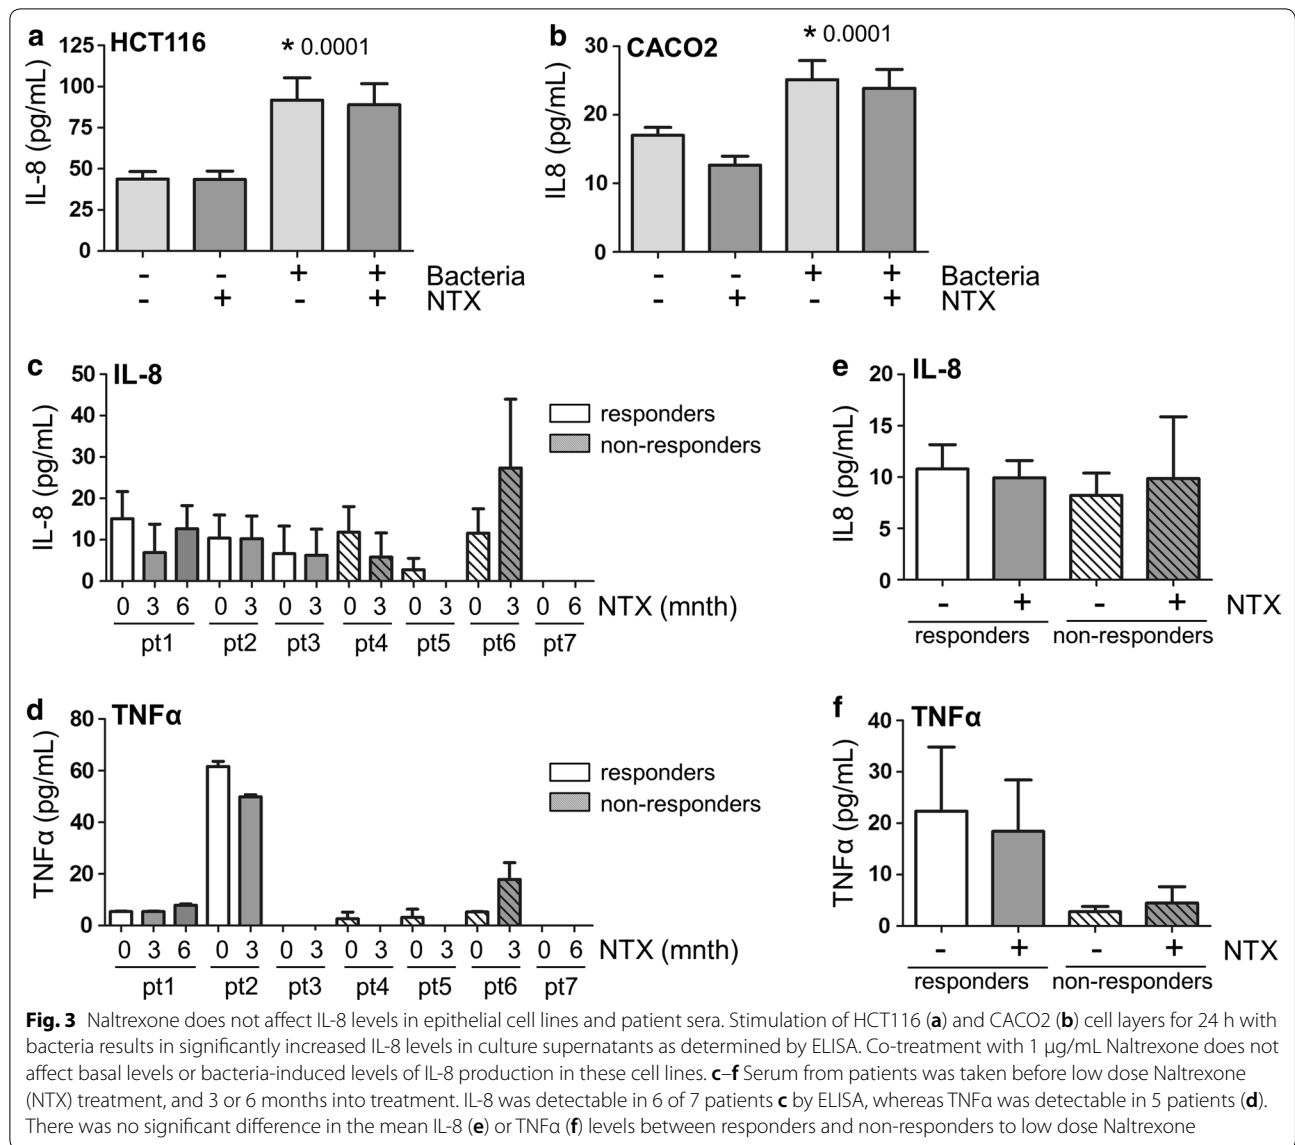 a HCT116
* 0.0001
125
100
75
50
25
0
IL-8 (pg/mL)
- - + + Bacteria
- + - + NTX
b CACO2
* 0.0001
30
20
10
0
IL8 (pg/mL)
- - + + Bacteria
- + - + NTX
c IL-8
50
40
30
20
10
0
IL-8 (pg/mL)
responders
non-responders
0 3 6 0 3 0 3 0 3 0 3 0 3 0 6 NTX (mnth)
pt1 pt2 pt3 pt4 pt5 pt6 pt7
e IL-8
20
15
10
5
0
IL8 (pg/mL)
- + - + NTX
responders non-responders
d TNFα
80
60
40
20
0
TNFα (pg/mL)
responders
non-responders
0 3 6 0 3 0 3 0 3 0 3 0 3 0 6 NTX (mnth)
pt1 pt2 pt3 pt4 pt5 pt6 pt7
f TNFα
40
30
20
10
0
TNFα (pg/mL)
- + - + NTX
responders non-responders
Fig. 3 Naltrexone does not affect IL-8 levels in epithelial cell lines and patient sera. Stimulation of HCT116 (a) and CACO2 (b) cell layers for 24 h with
bacteria results in significantly increased IL-8 levels in culture supernatants as determined by ELISA. Co-treatment with 1 µg/mL Naltrexone does not
affect basal levels or bacteria-induced levels of IL-8 production in these cell lines. c–f Serum from patients was taken before low dose Naltrexone
(NTX) treatment, and 3 or 6 months into treatment. IL-8 was detectable in 6 of 7 patients c by ELISA, whereas TNFα was detectable in 5 patients (d).
There was no significant difference in the mean IL-8 (e) or TNFα (f) levels between responders and non-responders to low dose Naltrexone